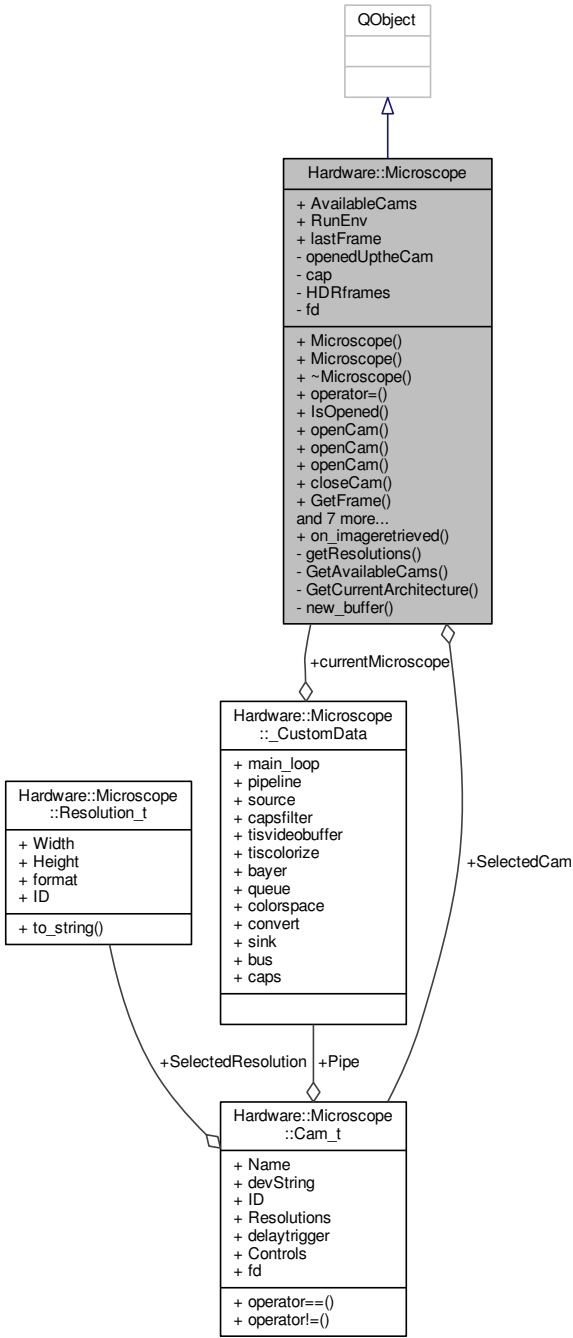 QObject
Hardware::Microscope
+ AvailableCams
+ RunEnv
+ lastFrame
- openedUptheCam
- cap
- HDRframes
- fd
+ Microscope()
+ Microscope()
+ ~Microscope()
+ operator=()
+ IsOpened()
+ openCam()
+ openCam()
+ openCam()
+ closeCam()
+ GetFrame()
and 7 more...
+ on_imageretrieved()
- getResolutions()
- GetAvailableCams()
- GetCurrentArchitecture()
- new_buffer()
+currentMicroscope
Hardware::Microscope
::_CustomData
+ main_loop
+ pipeline
+ source
+ capsfilter
+ tisvideobuffer
+ tiscolorize
+ bayer
+ queue
+ colorspace
+ convert
+ sink
+ bus
+ caps
Hardware::Microscope
::Resolution_t
+ Width
+ Height
+ format
+ ID
+ to_string()
+SelectedCam
+SelectedResolution
+Pipe
Hardware::Microscope
::Cam_t
+ Name
+ devString
+ ID
+ Resolutions
+ delaytrigger
+ Controls
+ fd
+ operator==()
+ operator!=()